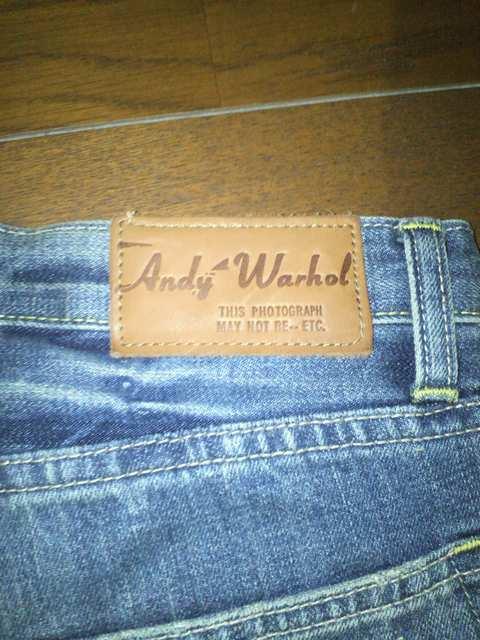 Andy Warhol
THIS PHOTOGRAPH
MAY NOT BE-- ETC.